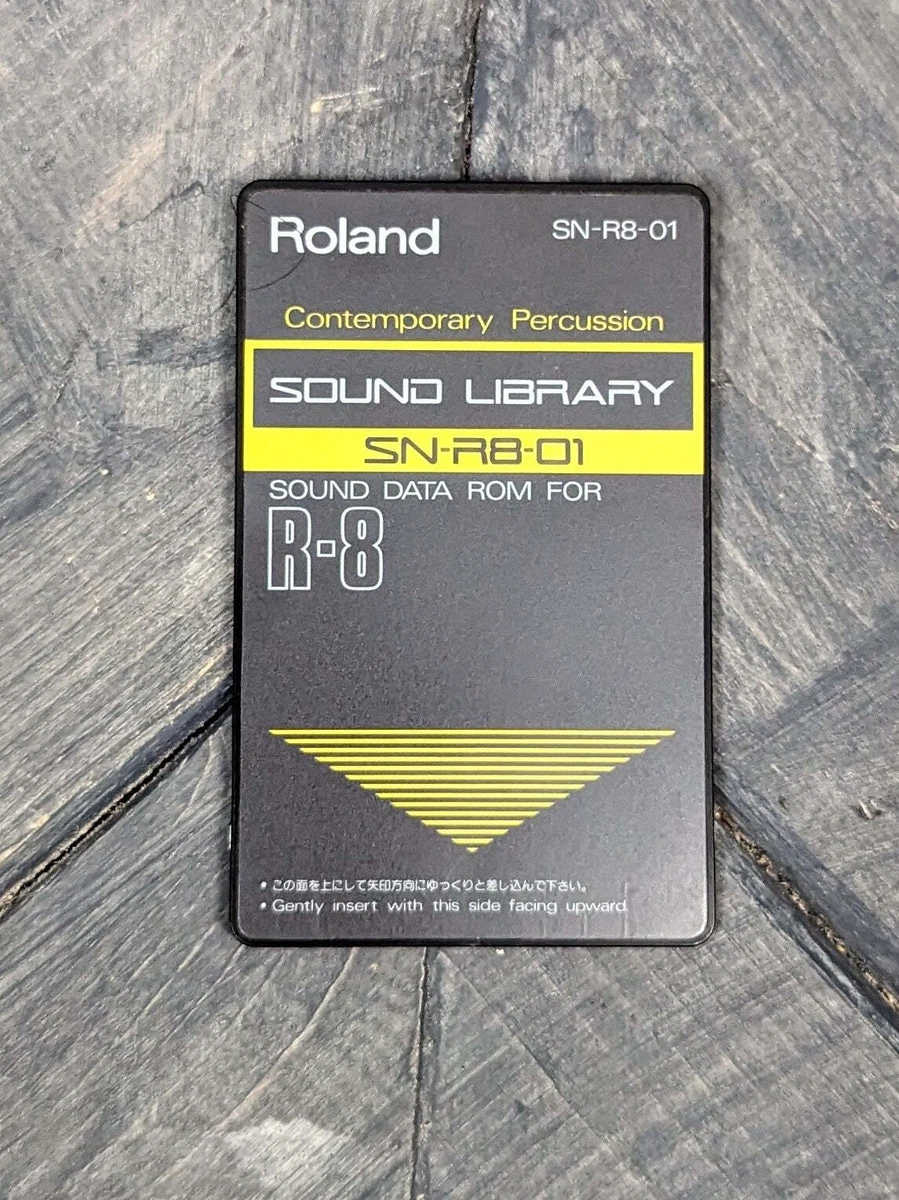 Roland SN-R8-01
Contemporary Percussion
SOUND LIBRARY
SN-R8-01
SOUND DATA ROM FOR
R-8
• この面を上にして矢印方向にゆっくりと差し込んで下さい。
• Gently insert with this side facing upward.